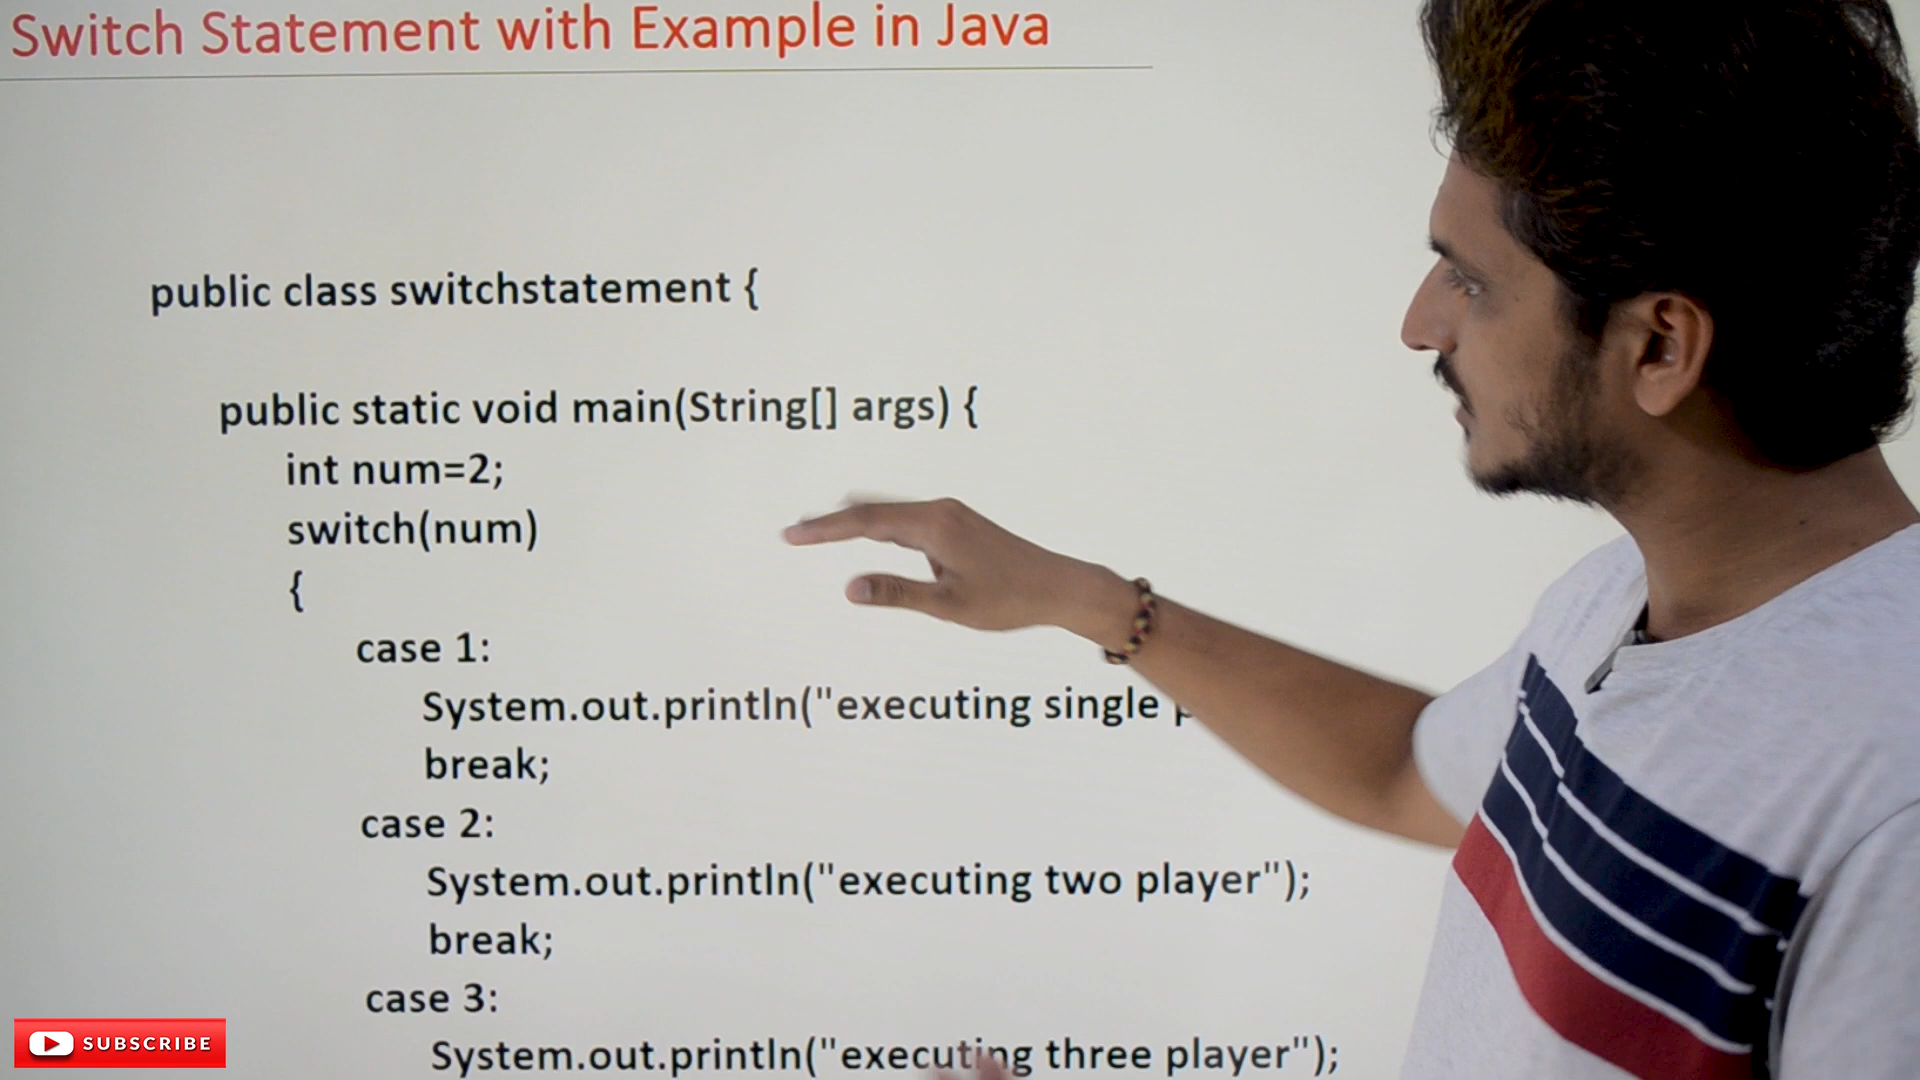 Switch Statement with Example in Java
public class switchstatement {
public static void main(String[] args) {
int num=2;
switch(num)
{
case 1:
System.out.println("executing single
break;
case 2:
System.out.println("executing two player");
break;
case 3:
System.out.println("executing three player");
SUBSCRIBE